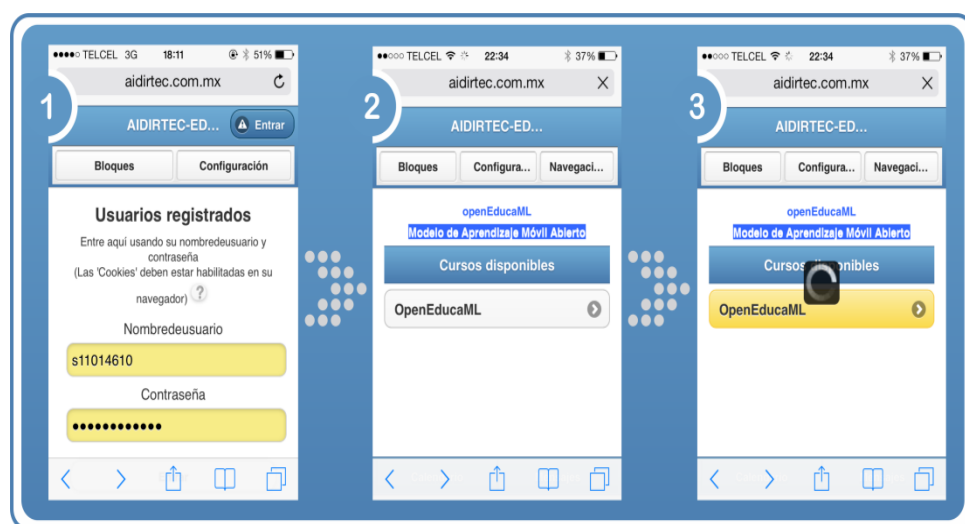 1
TELCEL 3G 18:11 51%
aidirtec.com.mx
AIDIRTEC-ED... Entrar
Bloques Configuración
Usuarios registrados
Entre aquí usando su nombredeusuario y
contraseña
(Las 'Cookies' deben estar habilitadas en su
navegador) ?
Nombredeusuario
s11014610
Contraseña
2
TELCEL 22:34 37%
aidirtec.com.mx
AIDIRTEC-ED...
Bloques Configura... Navegaci...
openEducaML
Modelo de Aprendizaje Móvil Abierto
Cursos disponibles
OpenEducaML
3
TELCEL 22:34 37%
aidirtec.com.mx
AIDIRTEC-ED...
Bloques Configura... Navegaci...
openEducaML
Modelo de Aprendizaje Móvil Abierto
Cursos disponibles
OpenEducaML